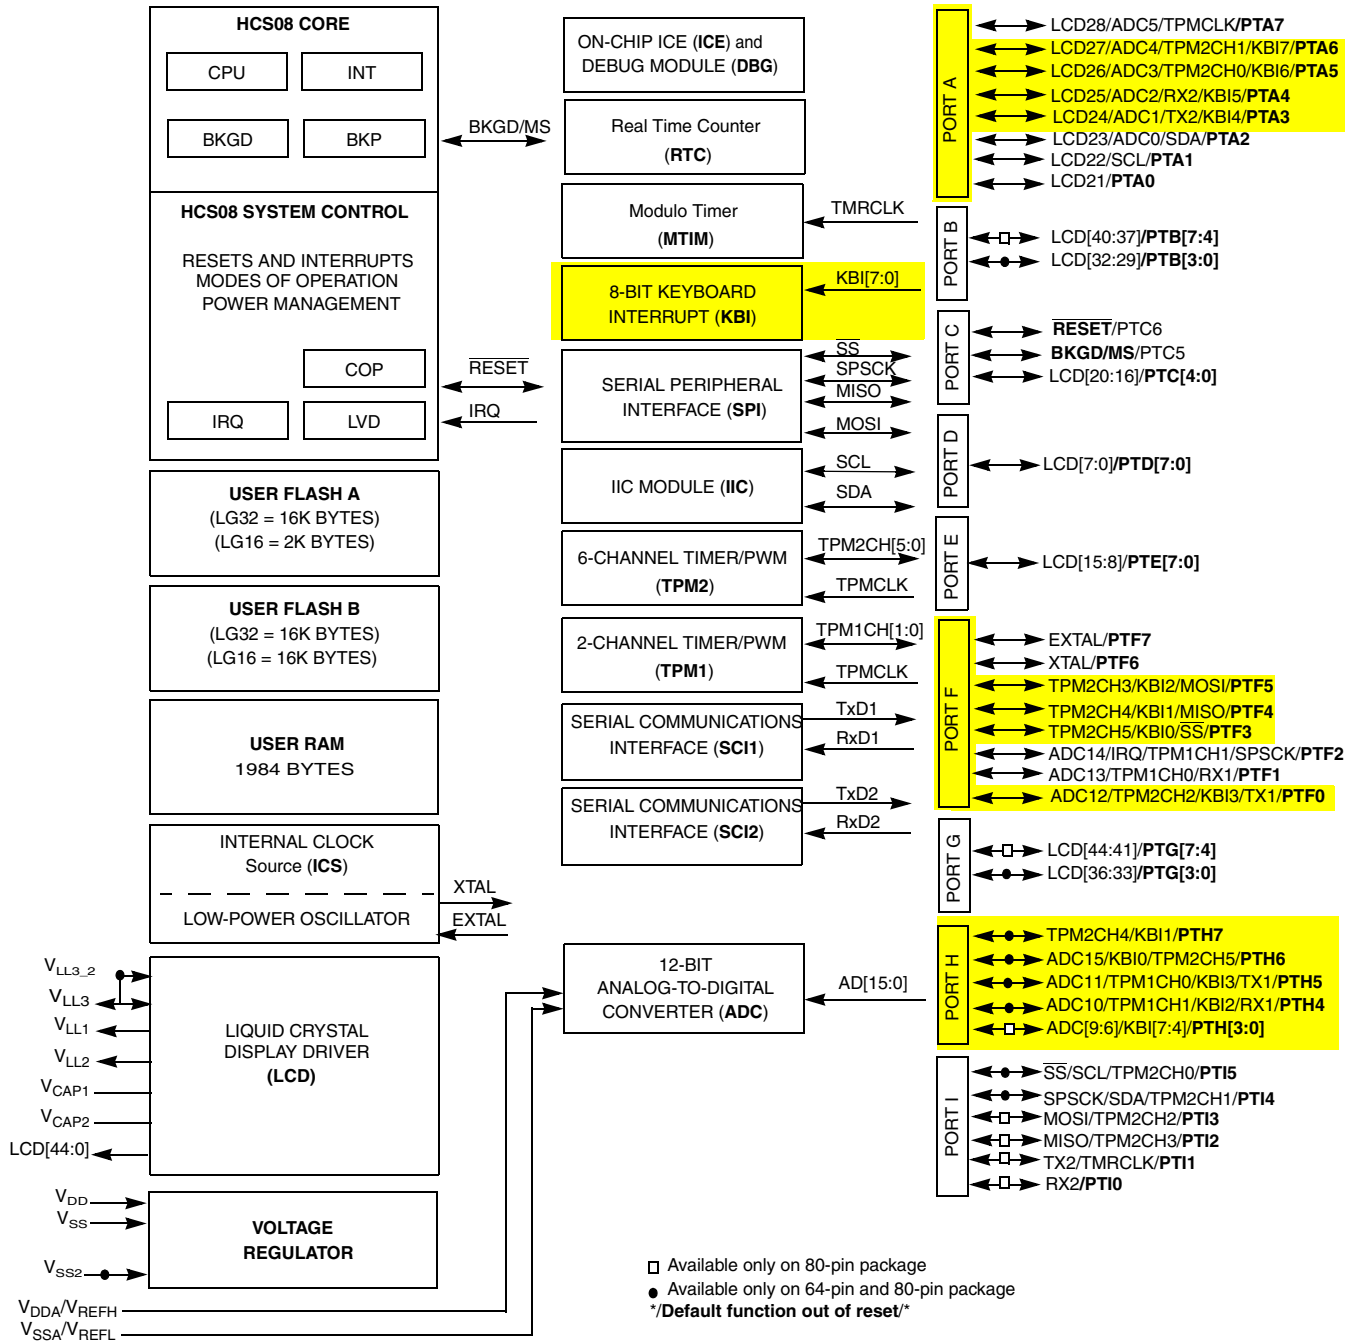 HCS08 CORE
CPU
INT
BKGD
BKP
BKGD/MS
HCS08 SYSTEM CONTROL
RESETS AND INTERRUPTS
MODES OF OPERATION
POWER MANAGEMENT
COP
RESET
IRQ
LVD
IRQ
USER FLASH A
(LG32 = 16K BYTES)
(LG16 = 2K BYTES)
USER FLASH B
(LG32 = 16K BYTES)
(LG16 = 16K BYTES)
USER RAM
1984 BYTES
INTERNAL CLOCK
Source (ICS)
LOW-POWER OSCILLATOR
XTAL
EXTAL
VLL3_2
VLL3
VLL1
VLL2
VCAP1
VCAP2
LCD[44:0]
LIQUID CRYSTAL
DISPLAY DRIVER
(LCD)
VDD
VSS
VSS2
VOLTAGE
REGULATOR
VDDA/VREFH
VSSA/VREFL
ON-CHIP ICE (ICE) and
DEBUG MODULE (DBG)
Real Time Counter
(RTC)
Modulo Timer
(MTIM)
TMRCLK
8-BIT KEYBOARD
INTERRUPT (KBI)
KBI[7:0]
SERIAL PERIPHERAL
INTERFACE (SPI)
SS
SPSCK
MISO
MOSI
IIC MODULE (IIC)
SCL
SDA
6-CHANNEL TIMER/PWM
(TPM2)
TPM2CH[5:0]
TPMCLK
2-CHANNEL TIMER/PWM
(TPM1)
TPM1CH[1:0]
TPMCLK
SERIAL COMMUNICATIONS
INTERFACE (SCI1)
TxD1
RxD1
SERIAL COMMUNICATIONS
INTERFACE (SCI2)
TxD2
RxD2
12-BIT
ANALOG-TO-DIGITAL
CONVERTER (ADC)
AD[15:0]
PORT A
LCD28/ADC5/TPMCLK/PTA7
LCD27/ADC4/TPM2CH1/KBI7/PTA6
LCD26/ADC3/TPM2CH0/KBI6/PTA5
LCD25/ADC2/RX2/KBI5/PTA4
LCD24/ADC1/TX2/KBI4/PTA3
LCD23/ADC0/SDA/PTA2
LCD22/SCL/PTA1
LCD21/PTA0
PORT B
LCD[40:37]/PTB[7:4]
LCD[32:29]/PTB[3:0]
PORT C
RESET/PTC6
BKGD/MS/PTC5
LCD[20:16]/PTC[4:0]
PORT D
LCD[7:0]/PTD[7:0]
PORT E
LCD[15:8]/PTE[7:0]
PORT F
EXTAL/PTF7
XTAL/PTF6
TPM2CH3/KBI2/MOSI/PTF5
TPM2CH4/KBI1/MISO/PTF4
TPM2CH5/KBI0/SS/PTF3
ADC14/IRQ/TPM1CH1/SPSCK/PTF2
ADC13/TPM1CH0/RX1/PTF1
ADC12/TPM2CH2/KBI3/TX1/PTF0
PORT G
LCD[44:41]/PTG[7:4]
LCD[36:33]/PTG[3:0]
PORT H
TPM2CH4/KBI1/PTH7
ADC15/KBI0/TPM2CH5/PTH6
ADC11/TPM1CH0/KBI3/TX1/PTH5
ADC10/TPM1CH1/KBI2/RX1/PTH4
ADC[9:6]/KBI[7:4]/PTH[3:0]
PORT I
SS/SCL/TPM2CH0/PTI5
SPSCK/SDA/TPM2CH1/PTI4
MOSI/TPM2CH2/PTI3
MISO/TPM2CH3/PTI2
TX2/TMRCLK/PTI1
RX2/PTI0
Available only on 80-pin package
Available only on 64-pin and 80-pin package
*/Default function out of reset/*